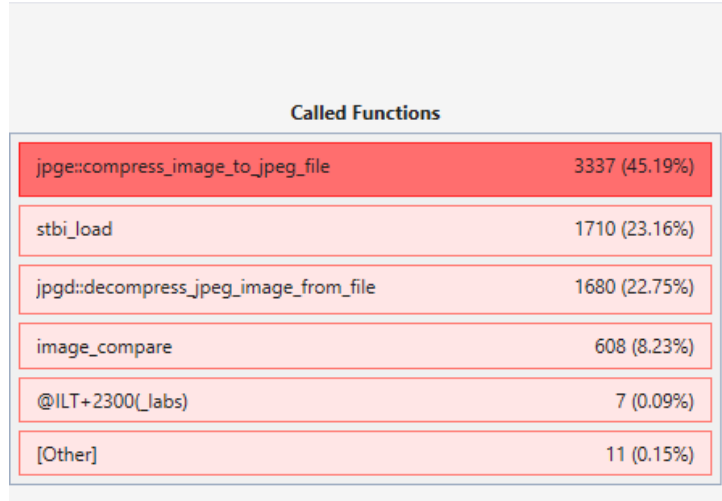 Called Functions
jpge::compress_image_to_jpeg_file 3337 (45.19%)
stbi_load 1710 (23.16%)
jpgd::decompress_jpeg_image_from_file 1680 (22.75%)
image_compare 608 (8.23%)
@ILT+2300(_labs) 7 (0.09%)
[Other] 11 (0.15%)